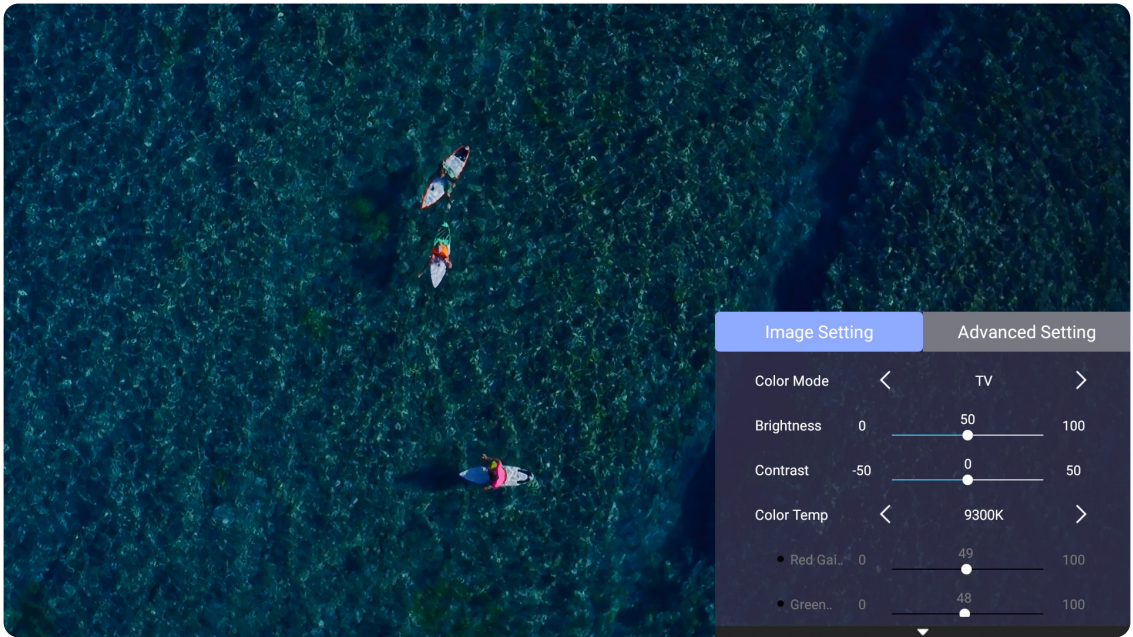 Image Setting Advanced Setting
Color Mode TV
Brightness 0 50 100
Contrast -50 0 50
Color Temp 9300K
Red Gai.. 0 49 100
Green.. 0 48 100